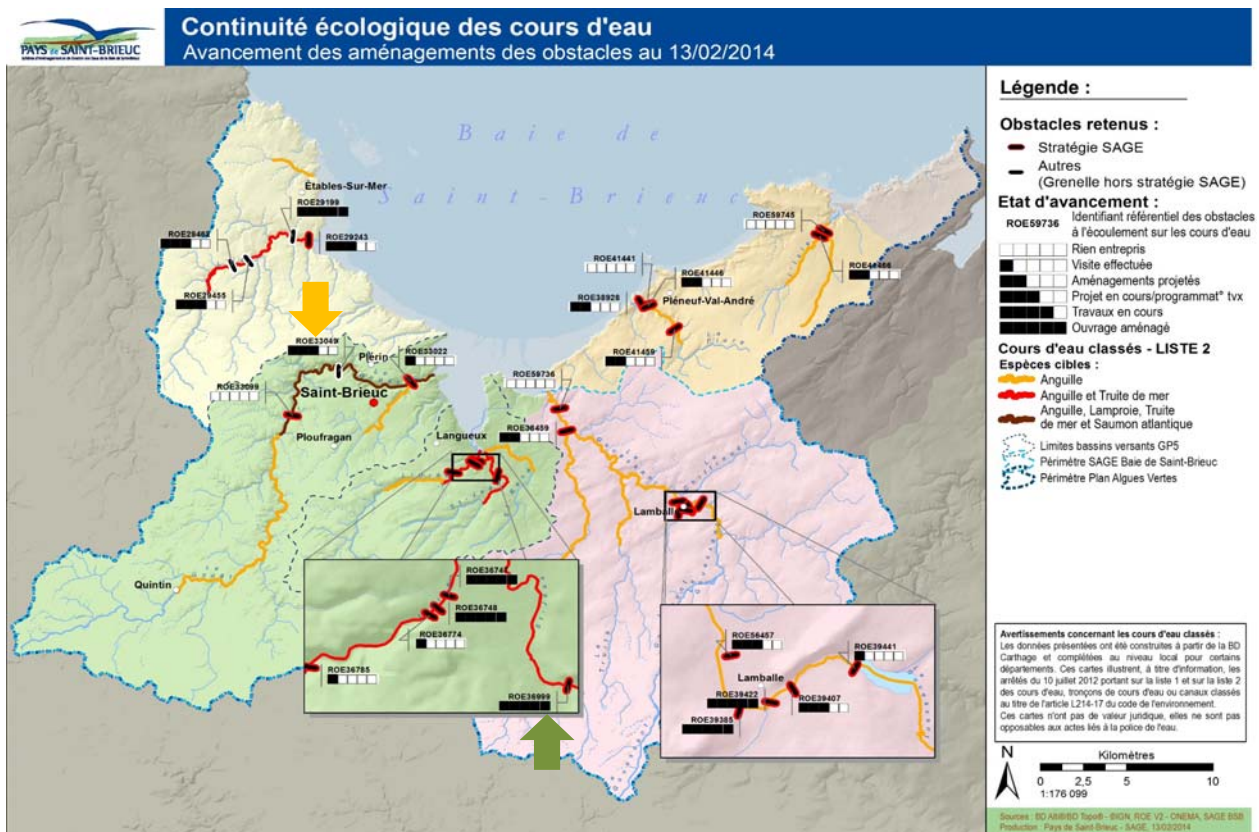 PAYS de SAINT-BRIEUC
Continuité écologique des cours d'eau
Avancement des aménagements des obstacles au 13/02/2014
Baie de
Saint-Brieuc
Étables-Sur-Mer
ROE29199
ROE29243
ROE29455
ROE33049
Plérin
ROE33022
ROE33099
Saint-Brieuc
Ploufragan
Quintin
Langueux
ROE59745
ROE41441
ROE41446
ROE38928
Pléneuf-Val-André
ROE41459
ROE59736
ROE36459
Lamballe
ROE36748
ROE36774
ROE36785
ROE36999
ROE56457
ROE39441
Lamballe
ROE39422
ROE39407
ROE39385
Légende :
Obstacles retenus :
Stratégie SAGE
Autres
(Grenelle hors stratégie SAGE)
Etat d'avancement :
ROE59736 Identifiant référentiel des obstacles
à l'écoulement sur les cours d'eau
Rien entrepris
Visite effectuée
Aménagements projetés
Projet en cours/programmat° tvx
Travaux en cours
Ouvrage aménagé
Cours d'eau classés - LISTE 2
Espèces cibles :
Anguille
Anguille et Truite de mer
Anguille, Lamproie, Truite
de mer et Saumon atlantique
Limites bassins versants GP5
Périmètre SAGE Baie de Saint-Brieuc
Périmètre Plan Algues Vertes
Avertissements concernant les cours d'eau classés :
Les données présentées ont été construites à partir de la BD
Carthage et complétées au niveau local pour certains
départements. Ces cartes illustrent, à titre d'information, les
arrêtés du 10 juillet 2012 portant sur la liste 1 et sur la liste 2
des cours d'eau, tronçons de cours d'eau ou canaux classés
au titre de l'article L214-17 du code de l'environnement.
Ces cartes n'ont pas de valeur juridique, elles ne sont pas
opposables aux actes liés à la police de l'eau.
N
Kilomètres
0 2,5 5 10
1:176 099
Production : Pays de Saint-Brieuc - SAGE, 13/02/2014